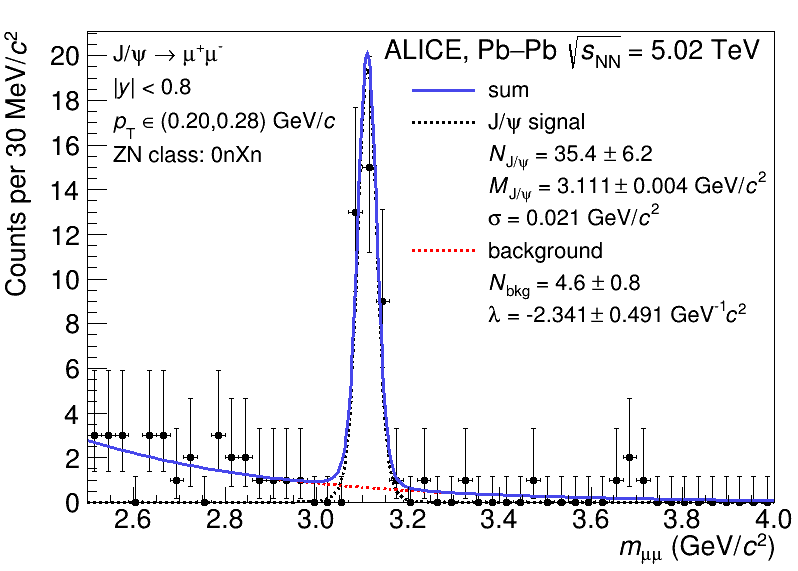 J/ψ → μ⁺μ⁻
|y| < 0.8
p_T ∈ (0.20,0.28) GeV/c
ZN class: 0nXn
ALICE, Pb–Pb √s_NN = 5.02 TeV
sum
J/ψ signal
N_J/ψ = 35.4 ± 6.2
M_J/ψ = 3.111 ± 0.004 GeV/c²
σ = 0.021 GeV/c²
background
N_bkg = 4.6 ± 0.8
λ = -2.341 ± 0.491 GeV⁻¹c²
Counts per 30 MeV/c²
20
18
16
14
12
10
8
6
4
2
0
2.6 2.8 3.0 3.2 3.4 3.6 3.8 4.0
m_μμ (GeV/c²)